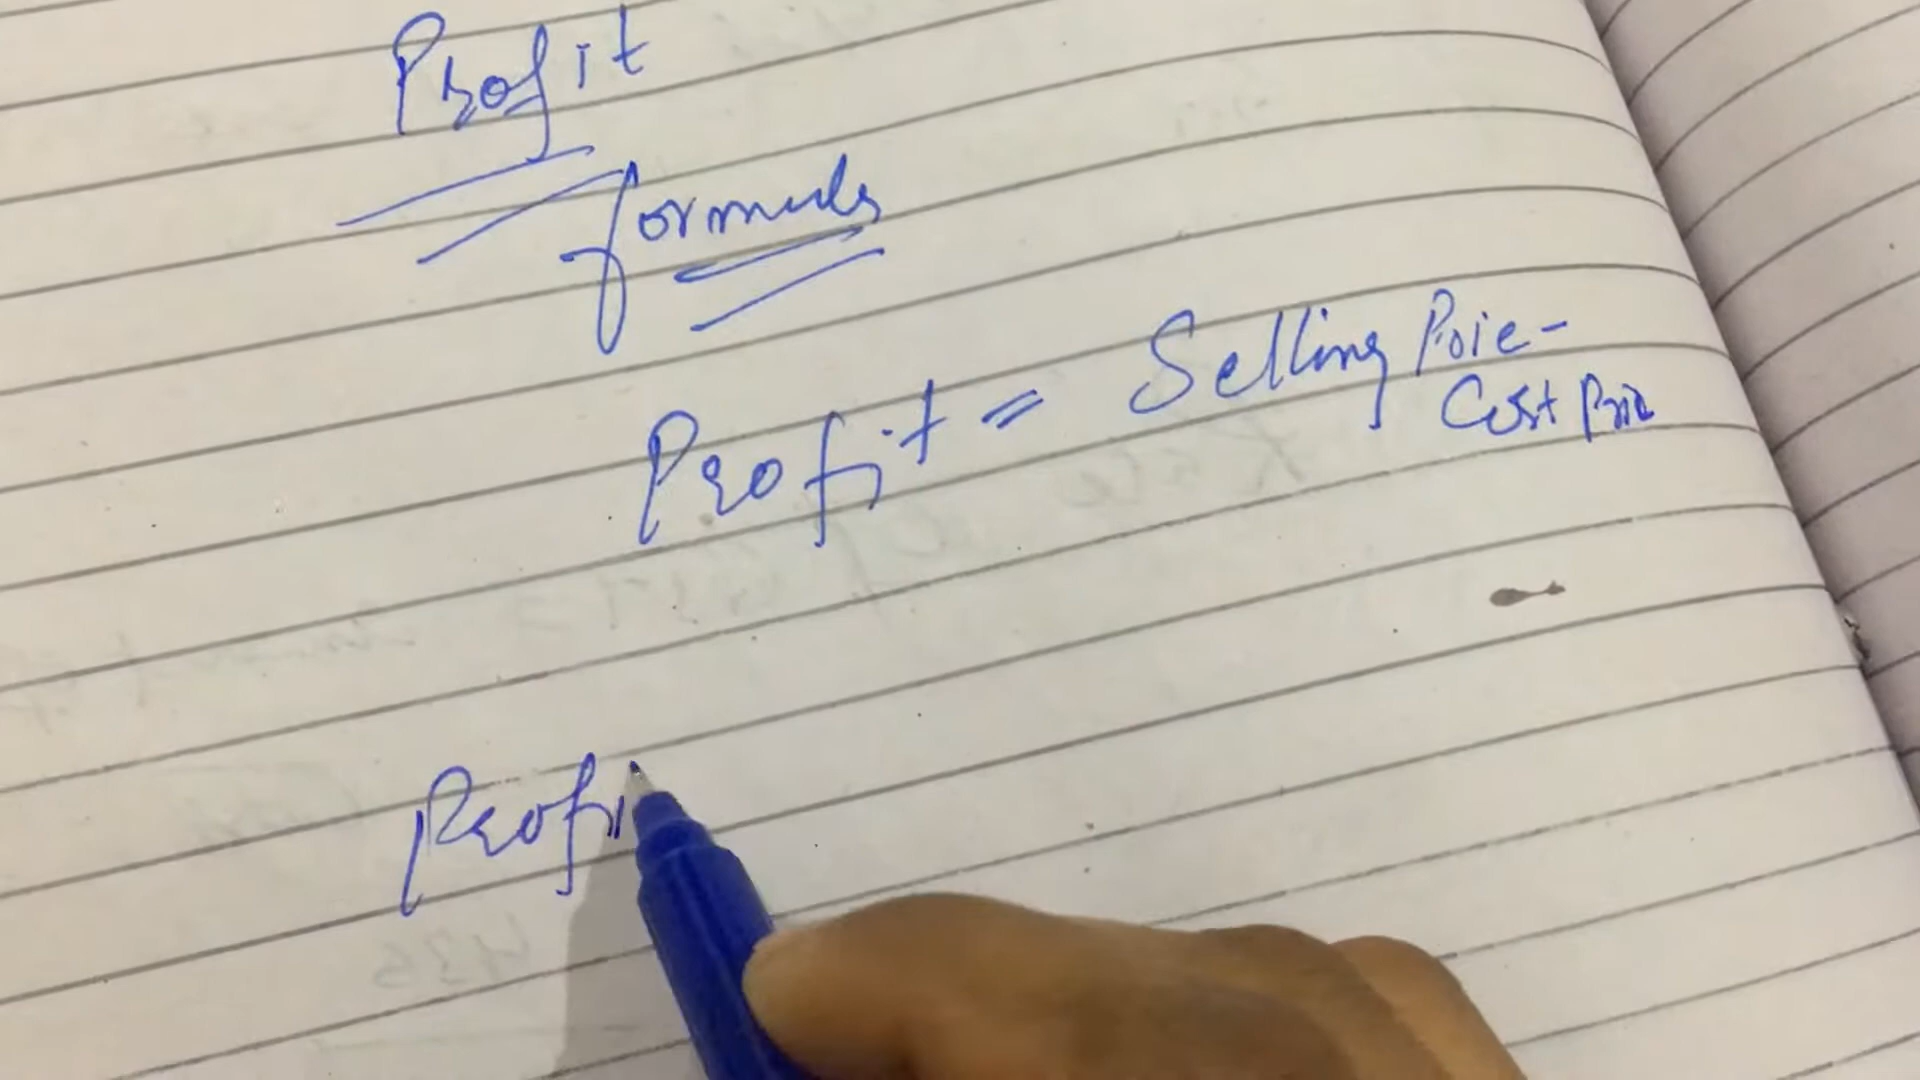 Profit
formula
Profit = Selling Price -
Cost Price
Profi